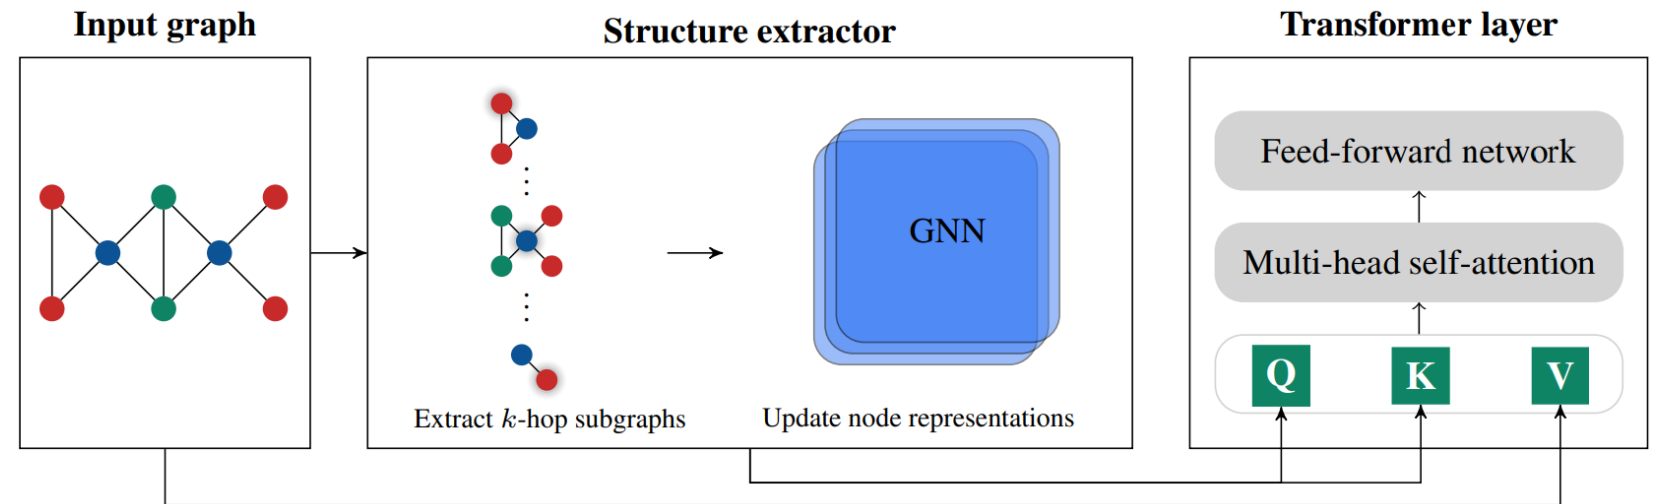 Input graph
Structure extractor
Transformer layer
Feed-forward network
GNN
Multi-head self-attention
Q K V
Extract k-hop subgraphs
Update node representations